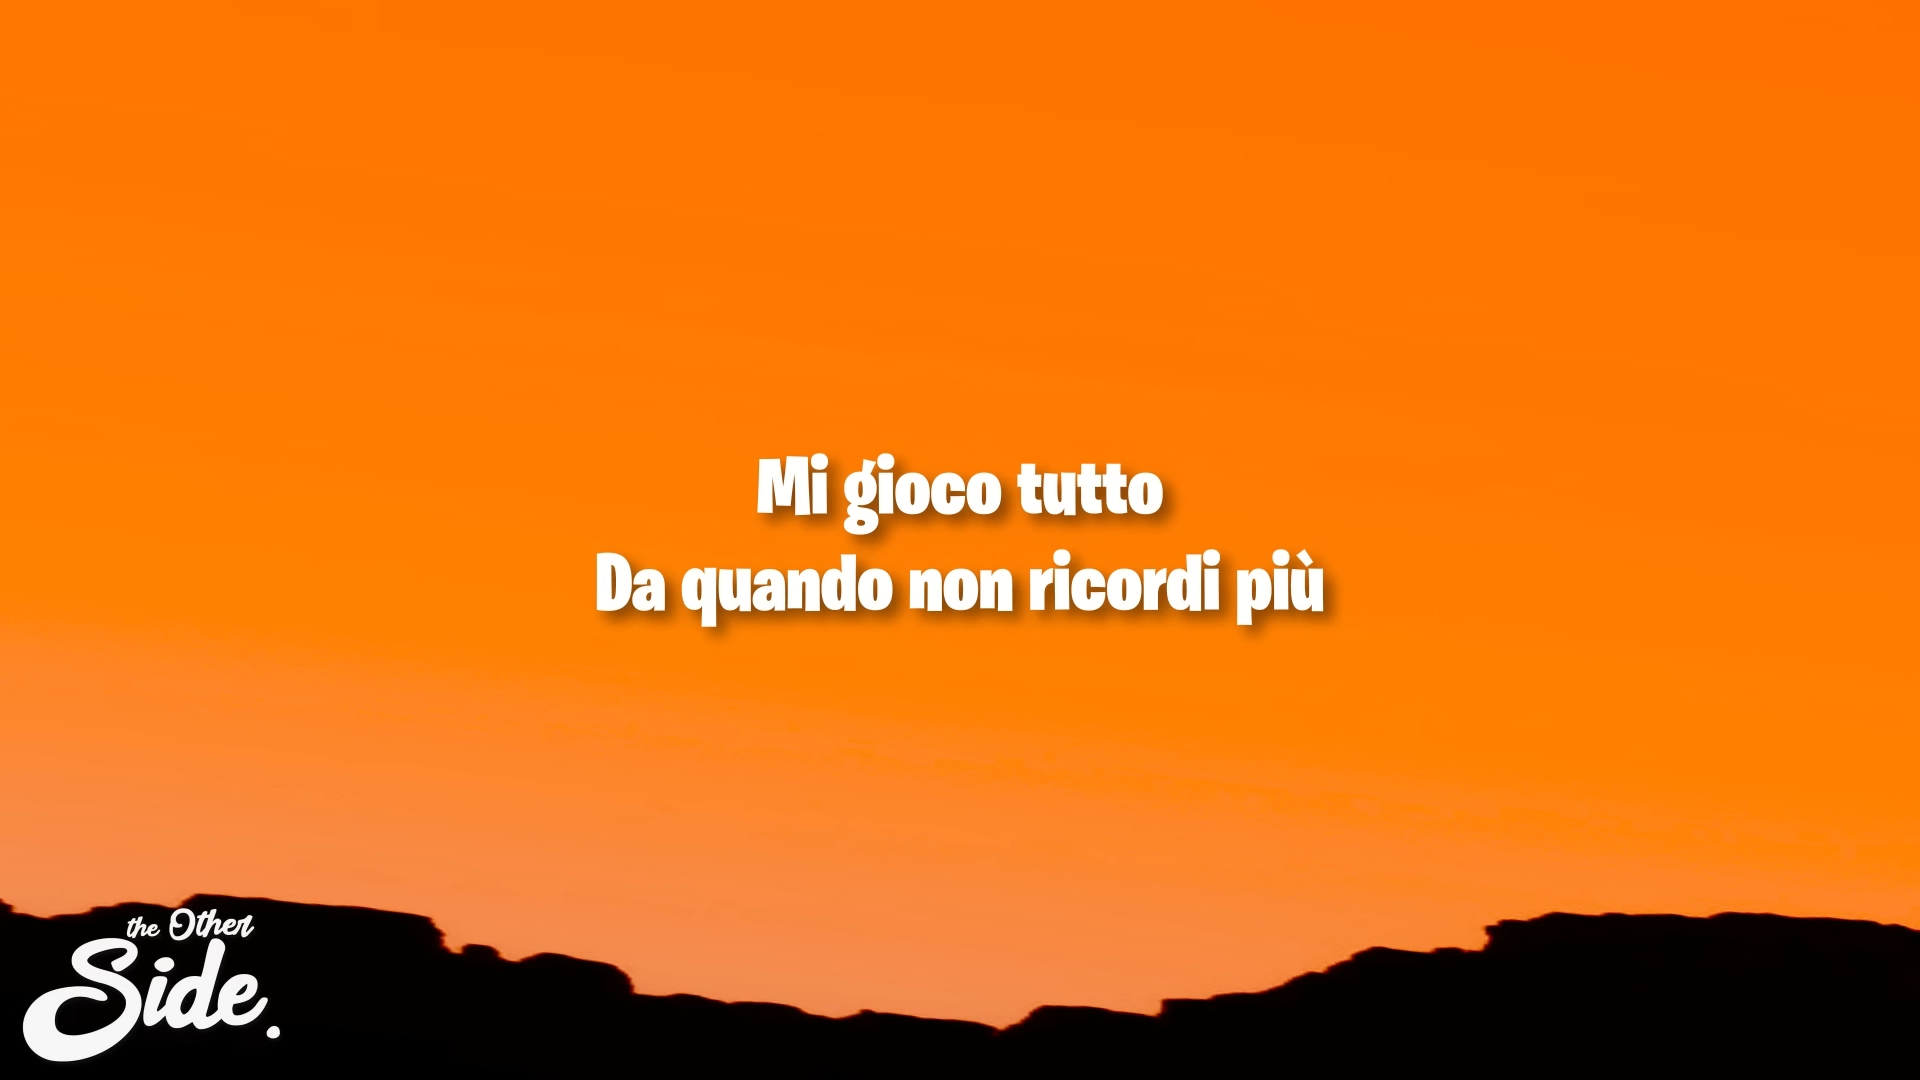 Mi gioco tutto
Da quando non ricordi più
the Other
Side.